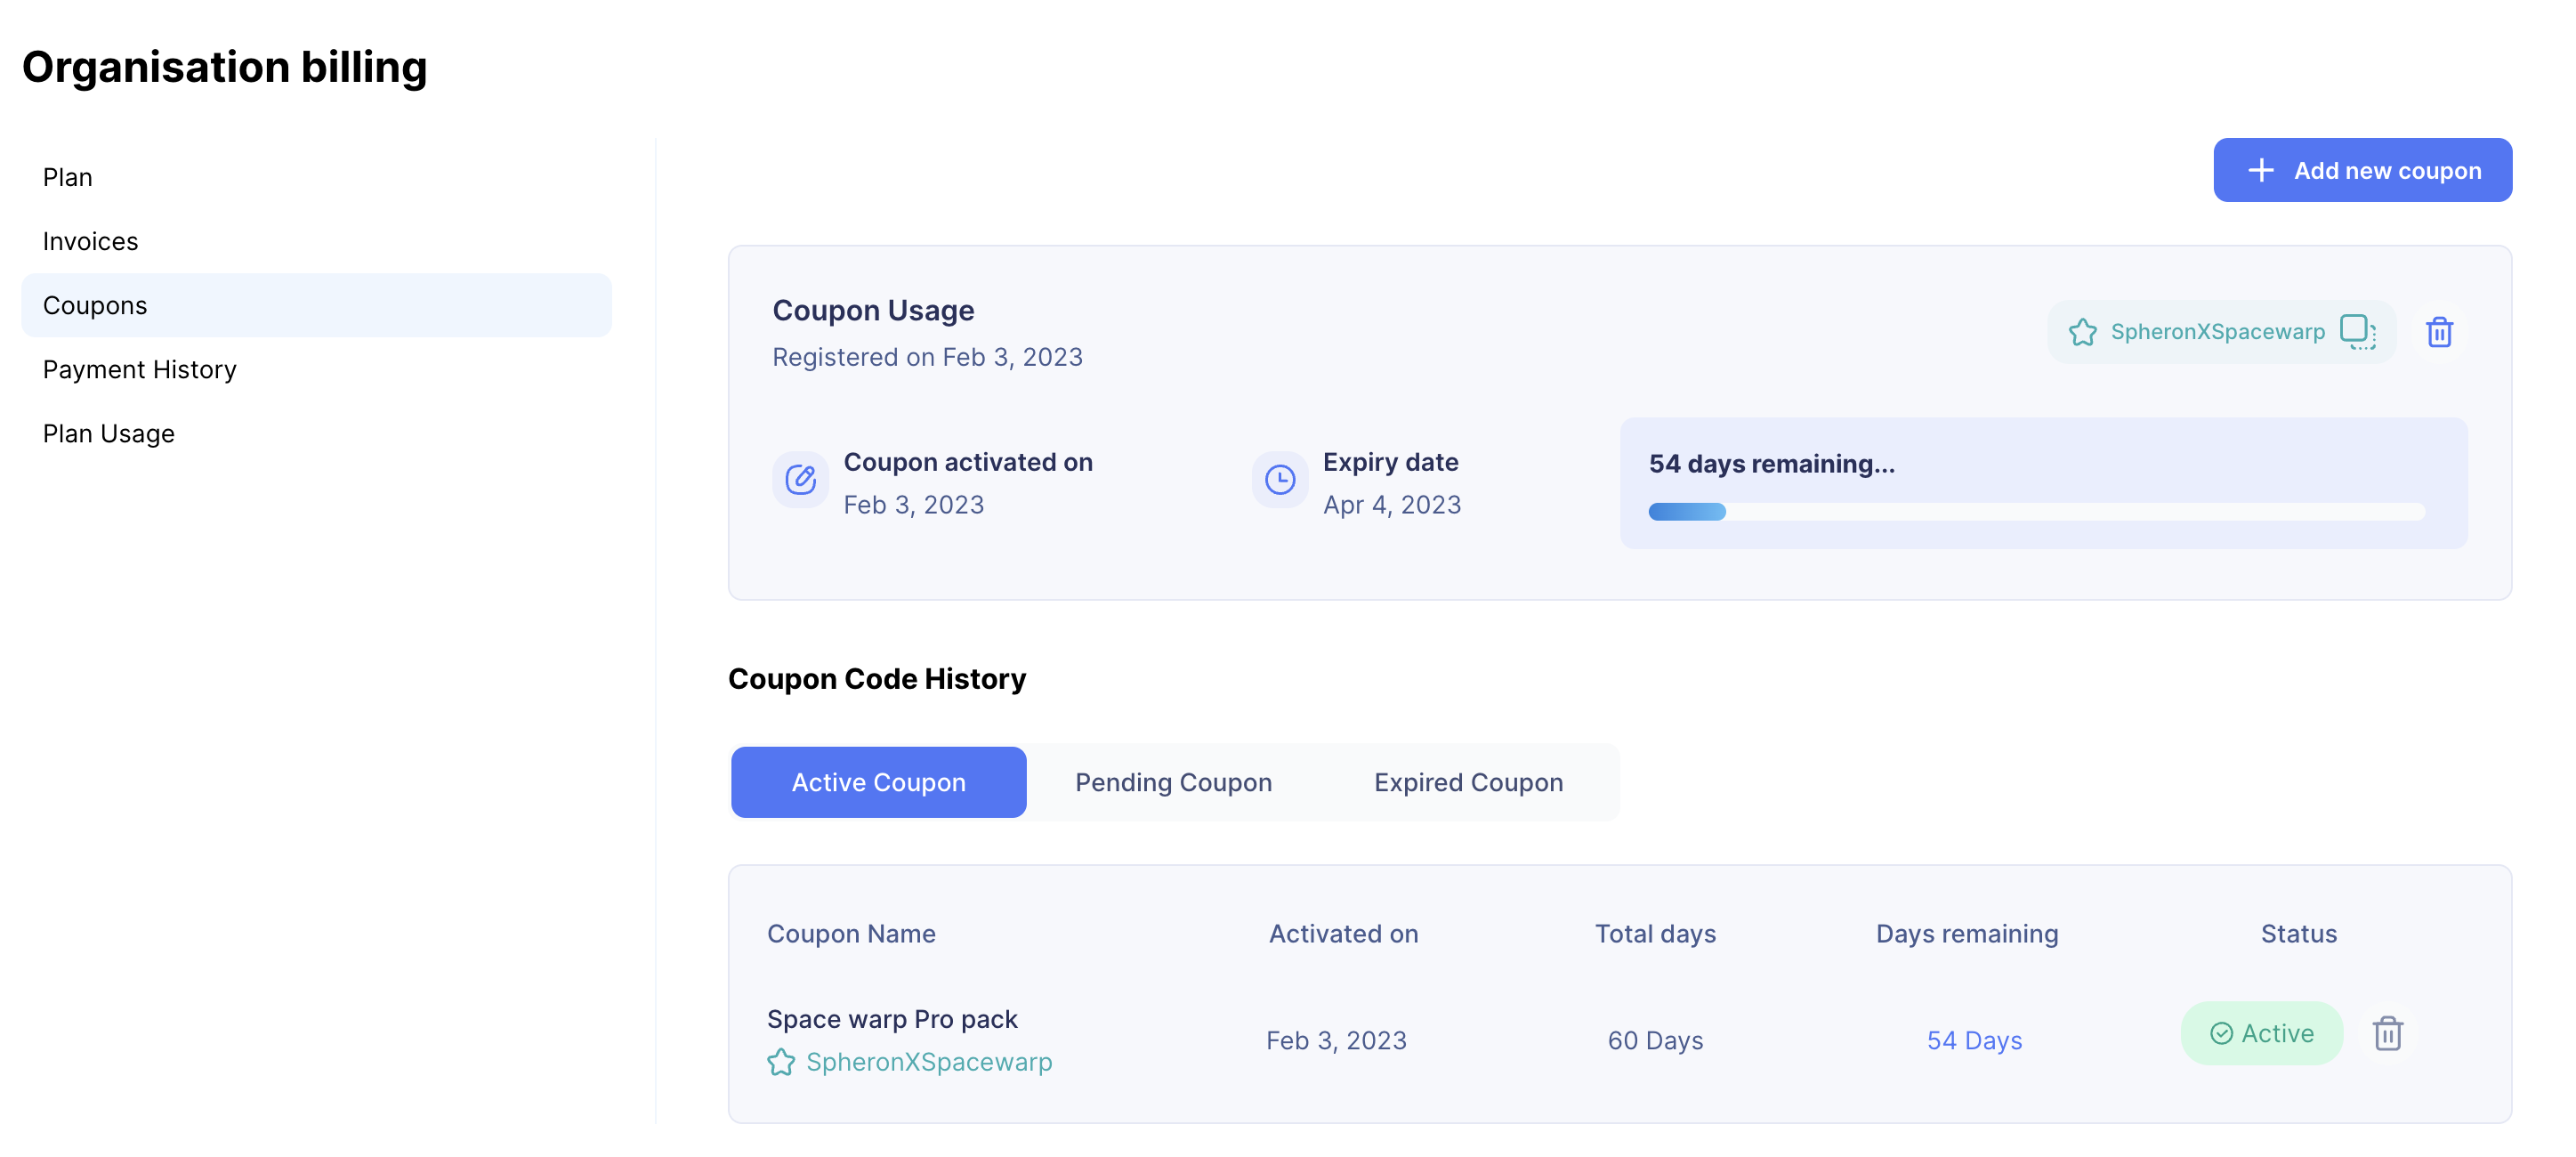 Organisation billing
Plan
Invoices
Coupons
Payment History
Plan Usage
Add new coupon
Coupon Usage
Registered on Feb 3, 2023
SpheronXSpacewarp
Coupon activated on
Feb 3, 2023
Expiry date
Apr 4, 2023
54 days remaining...
Coupon Code History
Active Coupon Pending Coupon Expired Coupon
Coupon Name Activated on Total days Days remaining Status
Space warp Pro pack
SpheronXSpacewarp
Feb 3, 2023 60 Days 54 Days Active